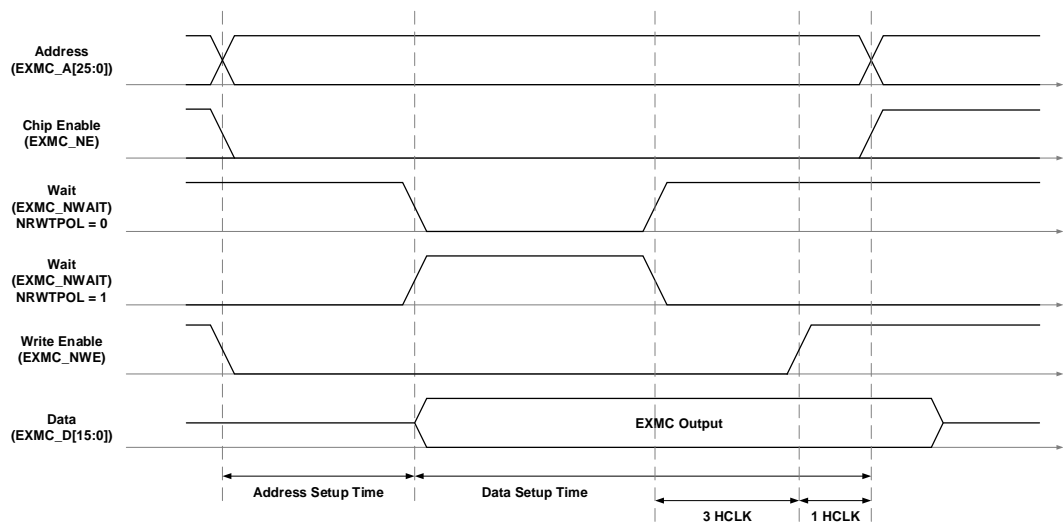 Address
(EXMC_A[25:0])
Chip Enable
(EXMC_NE)
Wait
(EXMC_NWAIT)
NRWTPOL = 0
Wait
(EXMC_NWAIT)
NRWTPOL = 1
Write Enable
(EXMC_NWE)
Data
(EXMC_D[15:0])
EXMC Output
Address Setup Time
Data Setup Time
3 HCLK
1 HCLK